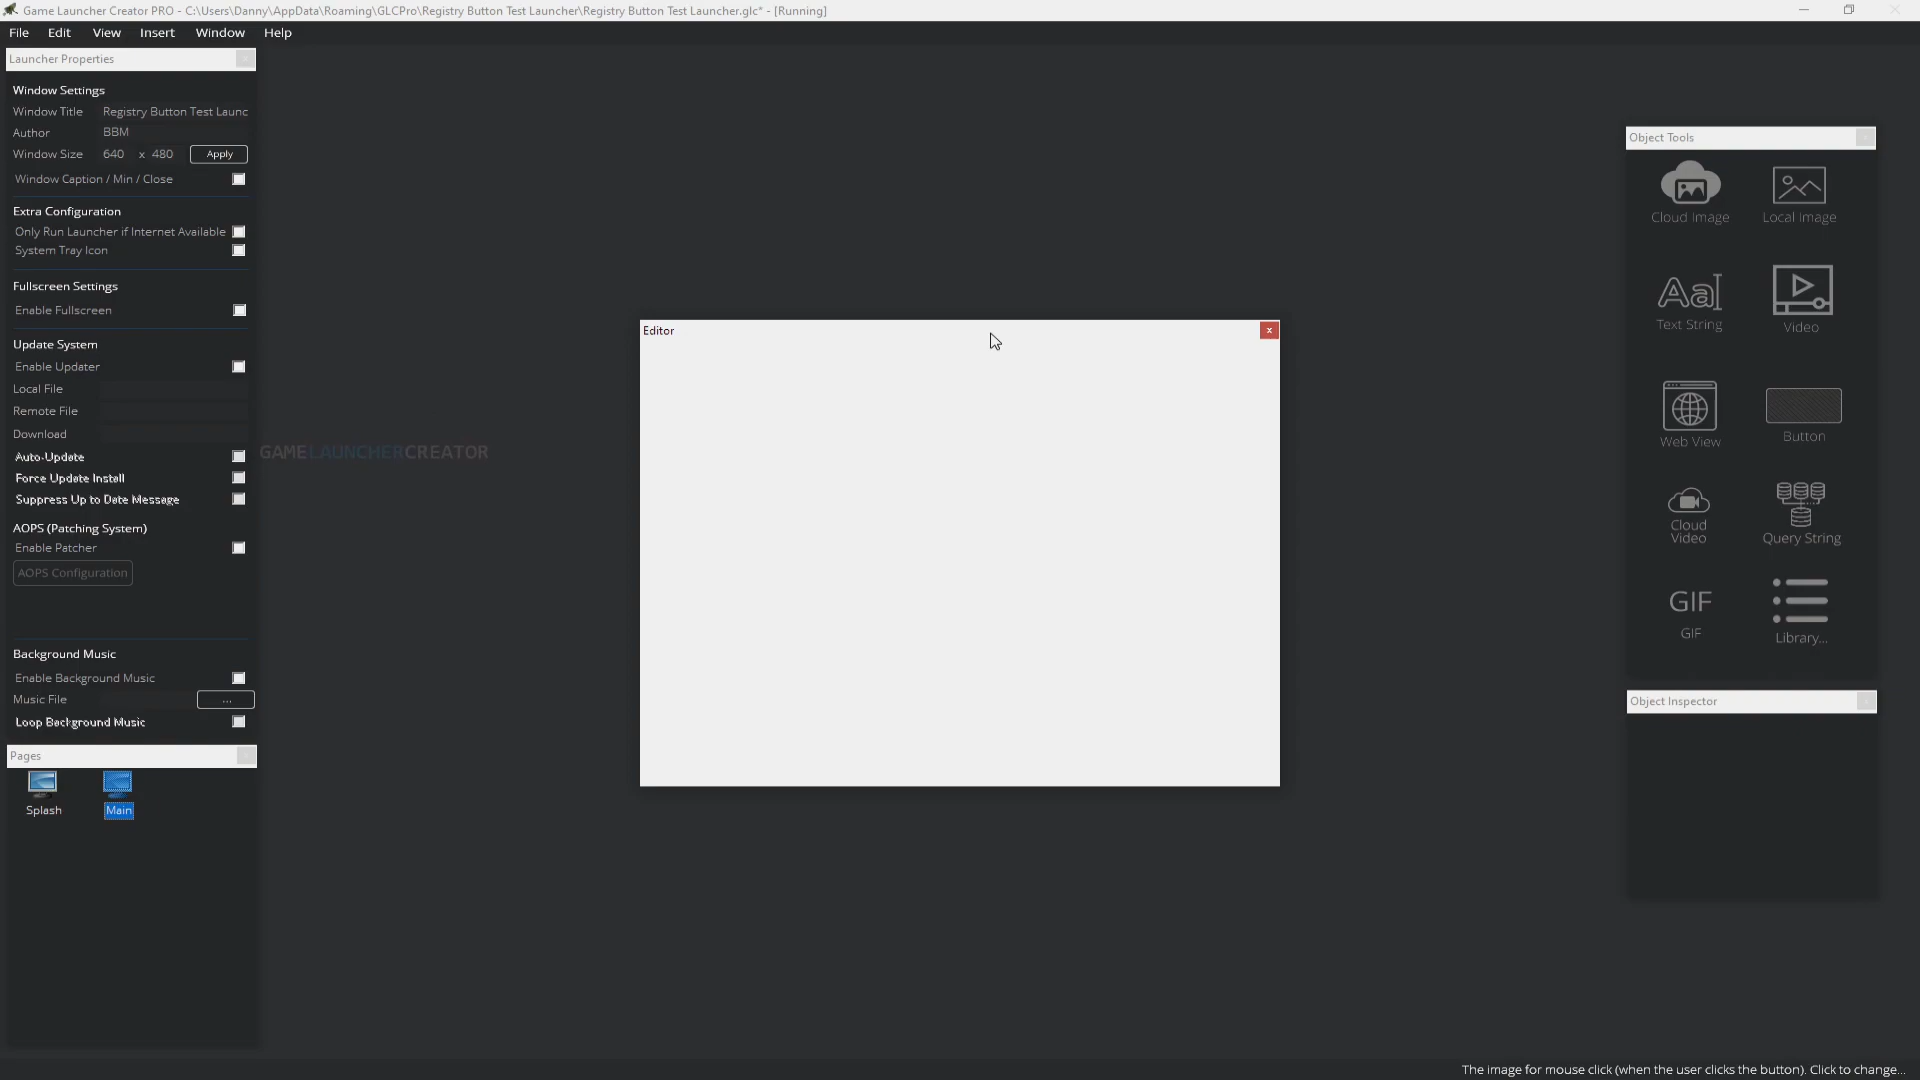 Game Launcher Creator PRO - C:\Users\Danny\AppData\Roaming\GLCPro\Registry Button Test Launcher\Registry Button Test Launcher.glc* - [Running]
File Edit View Insert Window Help
Launcher Properties
Window Settings
Window Title Registry Button Test Launc
Author BBM
Window Size 640 x 480 Apply
Window Caption / Min / Close
Extra Configuration
Only Run Launcher if Internet Available
System Tray Icon
Fullscreen Settings
Enable Fullscreen
Update System
Enable Updater
Local File
Remote File
Download
Auto-Update
Force Update Install
Suppress Up to Date Message
AOPS (Patching System)
Enable Patcher
AOPS Configuration
Background Music
Enable Background Music
Music File ...
Loop Background Music
Pages
Splash Main
GAMELAUNCHERCREATOR
Editor x
Object Tools
Cloud Image Local Image
Text String Video
Web View Button
Cloud
Video Query String
GIF
GIF Library...
Object Inspector
The image for mouse click (when the user clicks the button). Click to change...